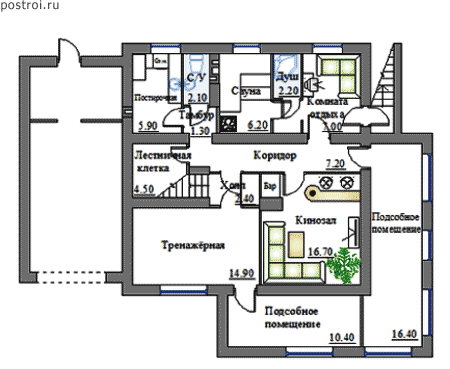 postroi.ru
С/У
2.10
Постирочная
5.90
Тамбур
1.30
Сауна
6.20
Душ
2.20
Комната
отдыха
Лестничная
клетка
4.50
Коридор
7.20
Холл
2.40
Бар
Кинозал
16.70
Подсобное
помещение
16.40
Тренажёрная
14.90
Подсобное
помещение
10.40